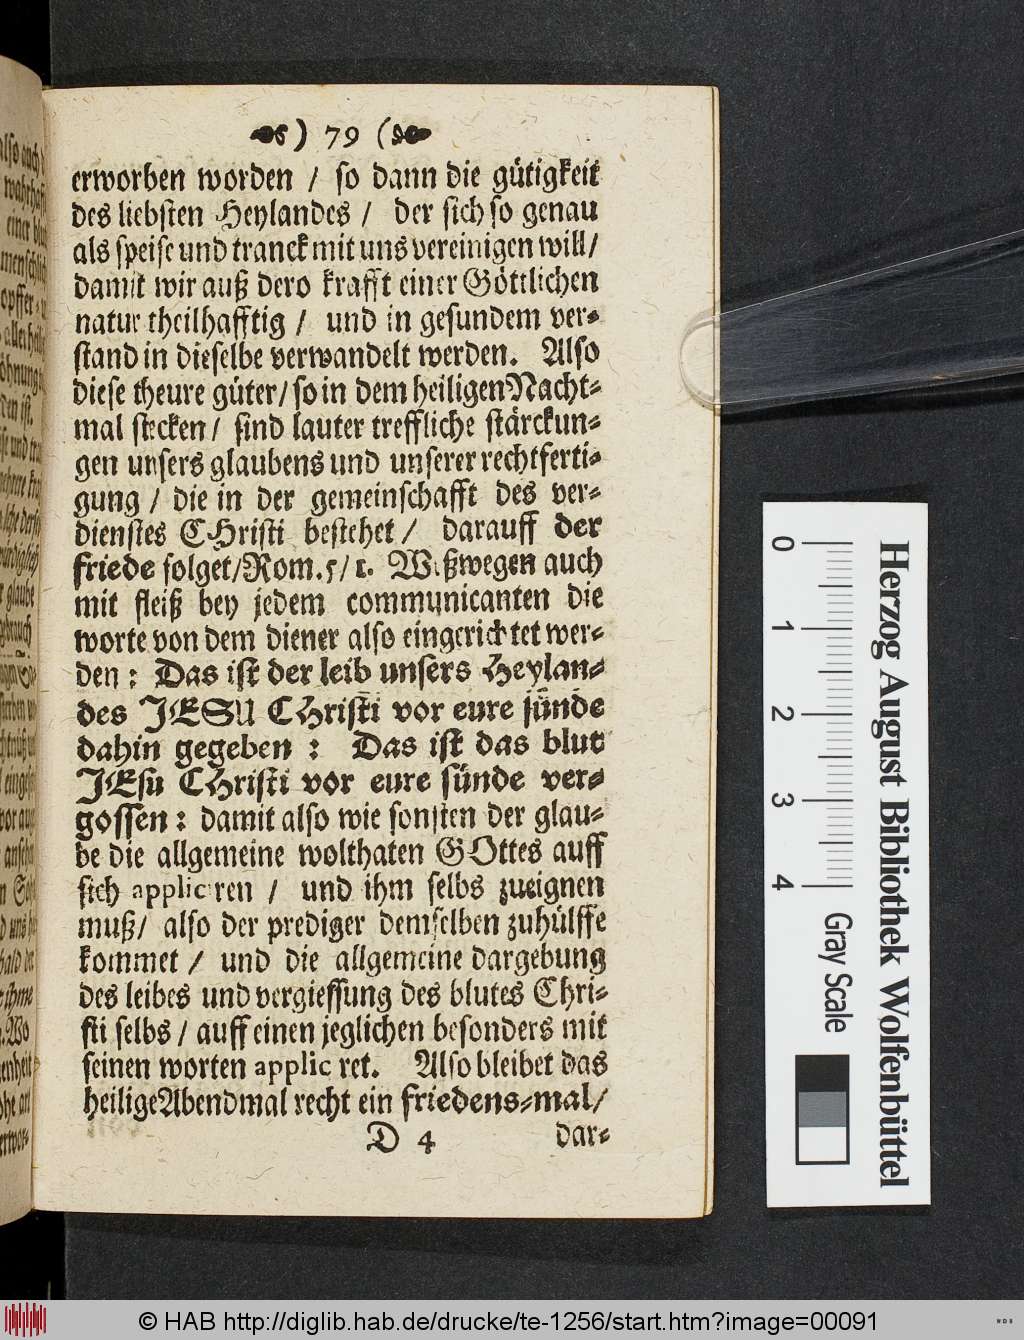 ) 79 (
erworben worden / so dann die gütigkeit
des liebsten Heylandes / der sich so genau
als speise und tranck mit uns vereinigen will /
damit wir auß dero krafft einer Göttlichen
natur theilhafftig / und in gesundem ver-
stand in dieselbe verwandelt werden. Also
diese theure güter / so in dem heiligen Nacht-
mal stecken / sind lauter treffliche stärckun-
gen unsers glaubens und unserer rechtferti-
gung / die in der gemeinschafft des ver-
dienstes CHristi bestehet / darauff der
friede folget / Rom. 5 / 1. Weßwegen auch
mit fleiß bey jedem communicanten die
worte von dem diener also eingerichtet wer-
den : Das ist der leib unsers Heylan-
des JESU CHristi vor eure sünde
dahin gegeben : Das ist das blut
JEsu CHristi vor eure sünde ver-
gossen : damit also wie sonsten der glau-
be die allgemeine wolthaten GOttes auff
sich appliciren / und ihm selbs zueignen
muß / also der prediger demselben zuhülffe
kommet / und die allgemeine dargebung
des leibes und vergiessung des blutes Chri-
sti selbs / auff einen jeglichen besonders mit
seinen worten applic ret. Also bleibet das
heilige Abendmal recht ein friedens-mal /
D 4 dar-
Herzog August Bibliothek Wolfenbüttel
0 1 2 3 4 Gray Scale
© HAB http://diglib.hab.de/drucke/te-1256/start.htm?image=00091